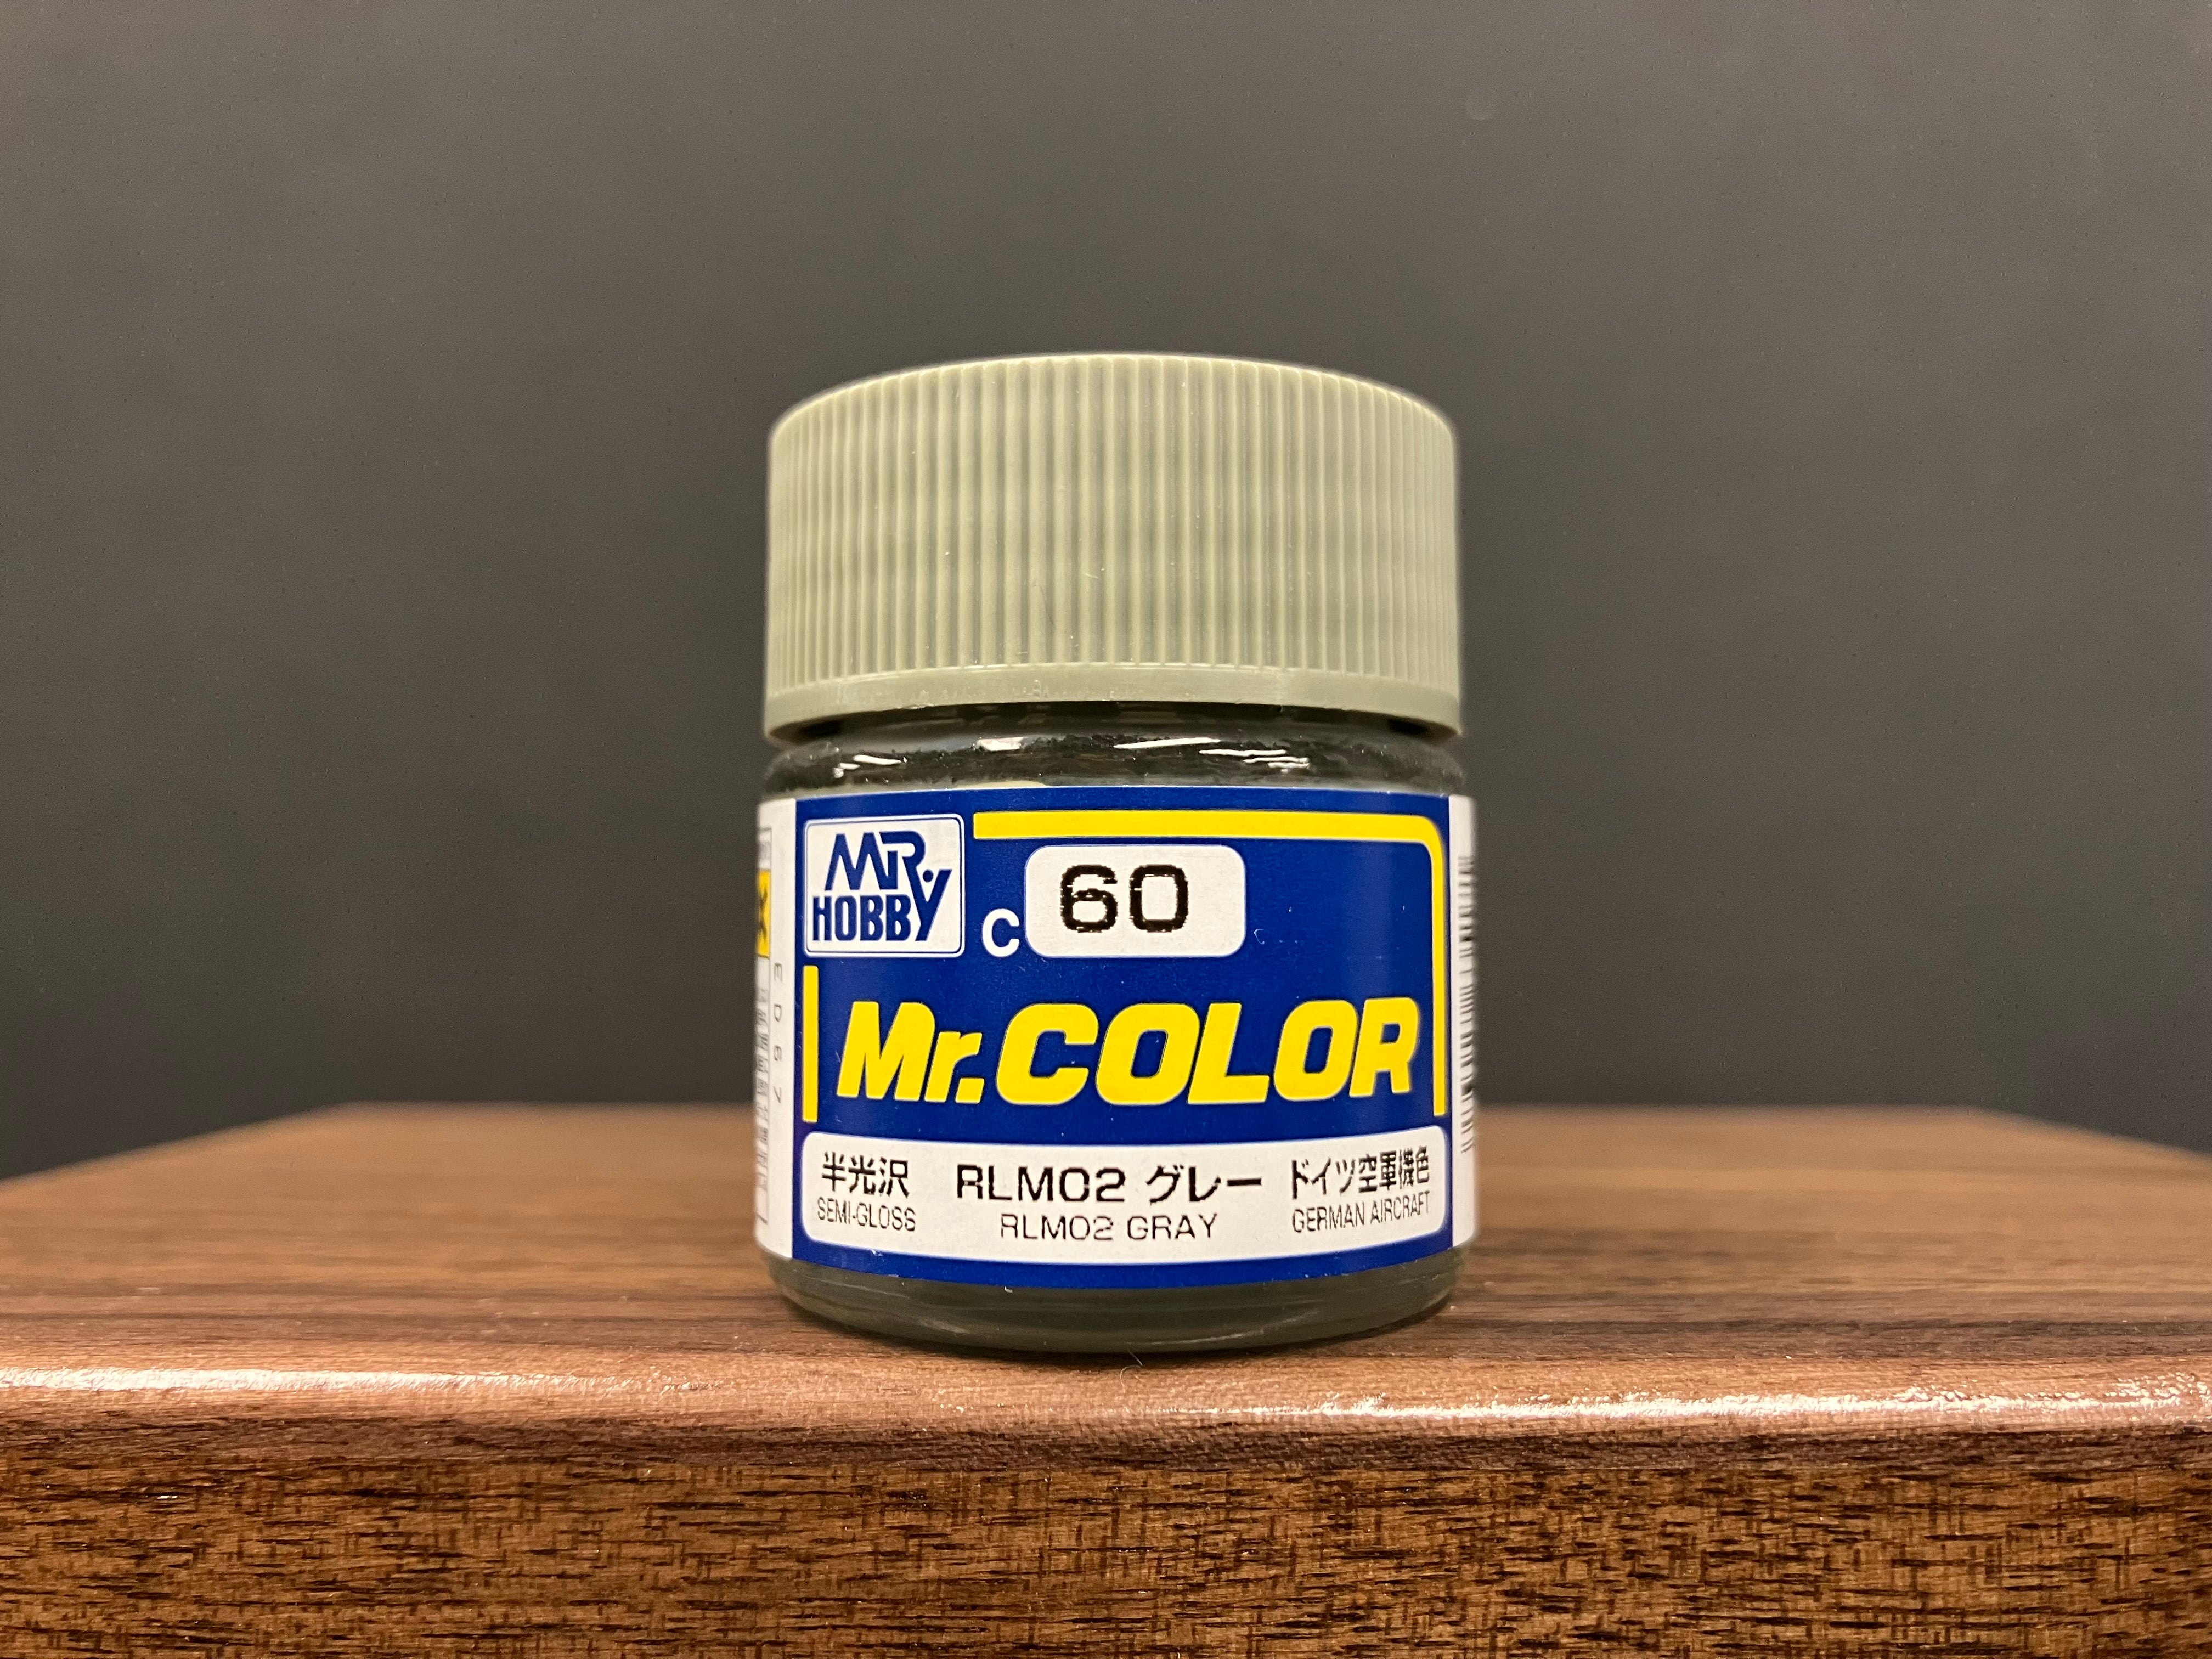 MR.
HOBBY
C 60
Mr.COLOR
半光沢 RLM02 グレー ドイツ空軍機色
SEMI-GLOSS RLM02 GRAY GERMAN AIRCRAFT
ED67